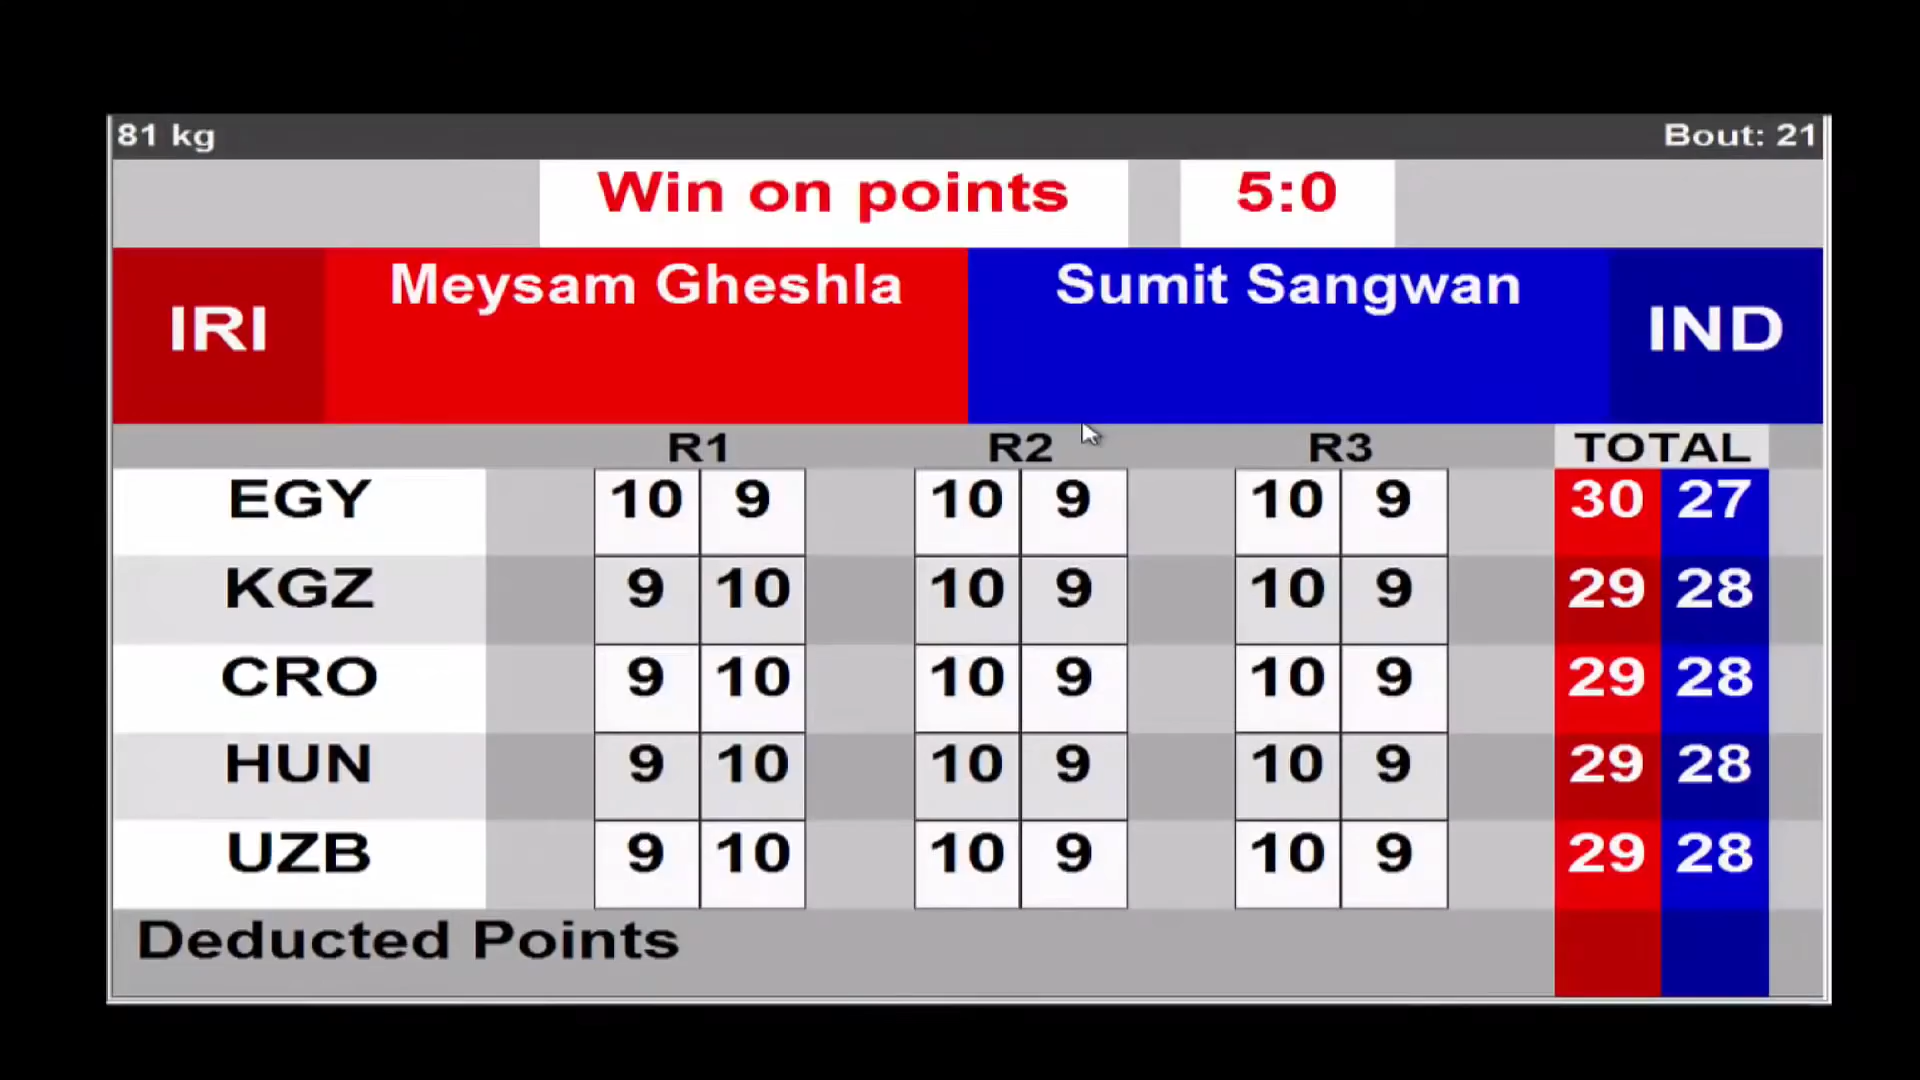 81 kg Bout: 21
Win on points 5:0
IRI Meysam Gheshla Sumit Sangwan IND
R1 R2 R3 TOTAL
EGY 10 9 10 9 10 9 30 27
KGZ 9 10 10 9 10 9 29 28
CRO 9 10 10 9 10 9 29 28
HUN 9 10 10 9 10 9 29 28
UZB 9 10 10 9 10 9 29 28
Deducted Points